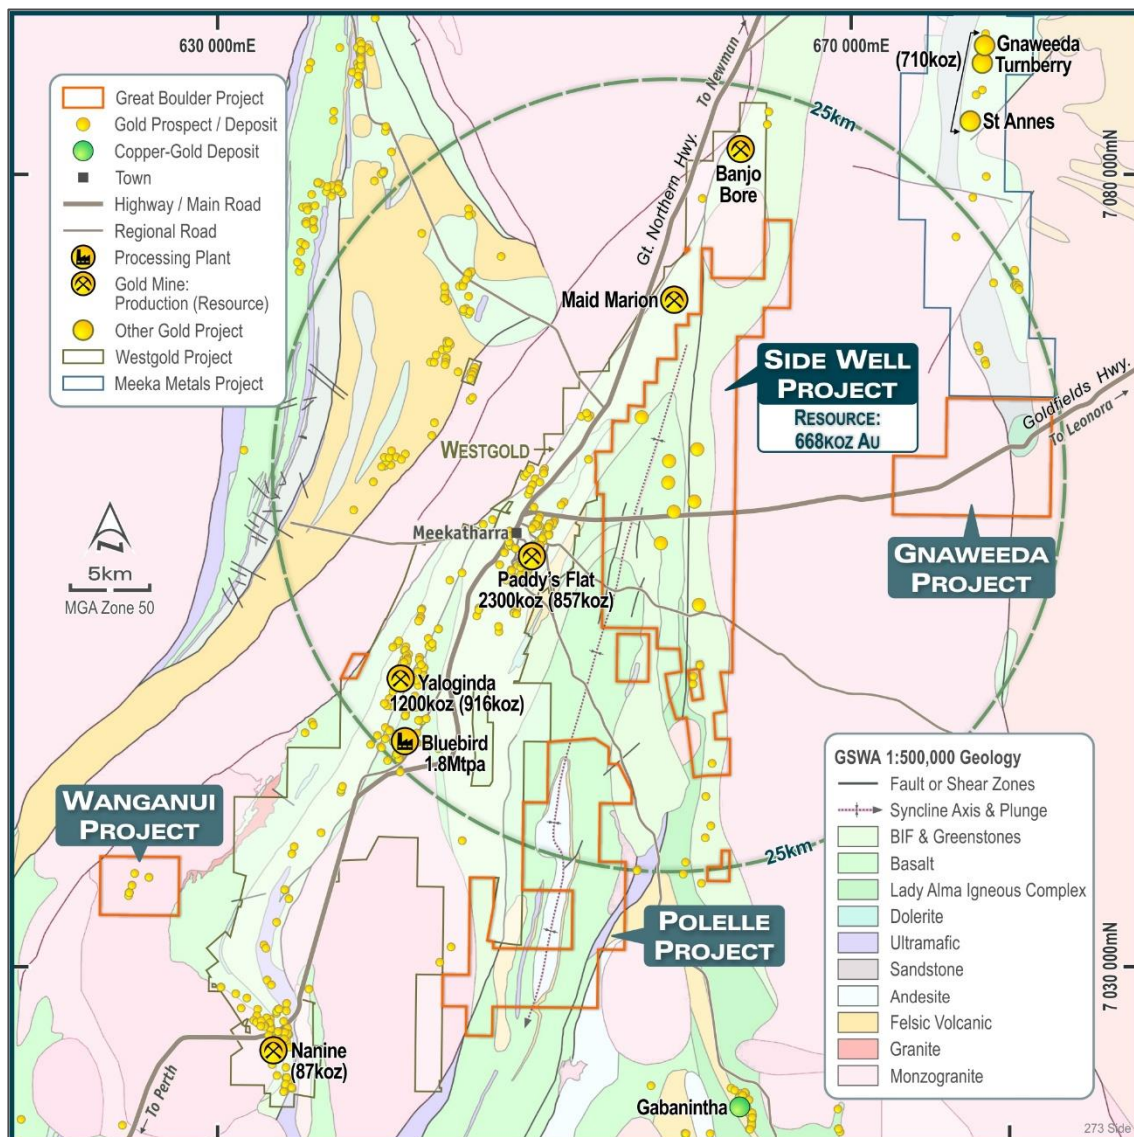 630 000mE
670 000mE
To Newman
25km
(710koz)
Gnaweeda
Turnberry
St Annes
Great Boulder Project
Gold Prospect / Deposit
Copper-Gold Deposit
Town
Highway / Main Road
Regional Road
Processing Plant
Gold Mine:
Production (Resource)
Other Gold Project
Westgold Project
Meeka Metals Project
Gt. Northern Hwy.
Banjo
Bore
7 080 000mN
Maid Marion
SIDE WELL
PROJECT
RESOURCE:
668KOZ AU
Goldfields Hwy.
To Leonora
WESTGOLD
N
5km
MGA Zone 50
Meekatharra
Paddy's Flat
2300koz (857koz)
GNAWEEDA
PROJECT
Yaloginda
1200koz (916koz)
Bluebird
1.8Mtpa
WANGANUI
PROJECT
25km
POLELLE
PROJECT
GSWA 1:500,000 Geology
Fault or Shear Zones
Syncline Axis & Plunge
BIF & Greenstones
Basalt
Lady Alma Igneous Complex
Dolerite
Ultramafic
Sandstone
Andesite
Felsic Volcanic
Granite
Monzogranite
7 030 000mN
Nanine
(87koz)
To Perth
Gabanintha
273 Side